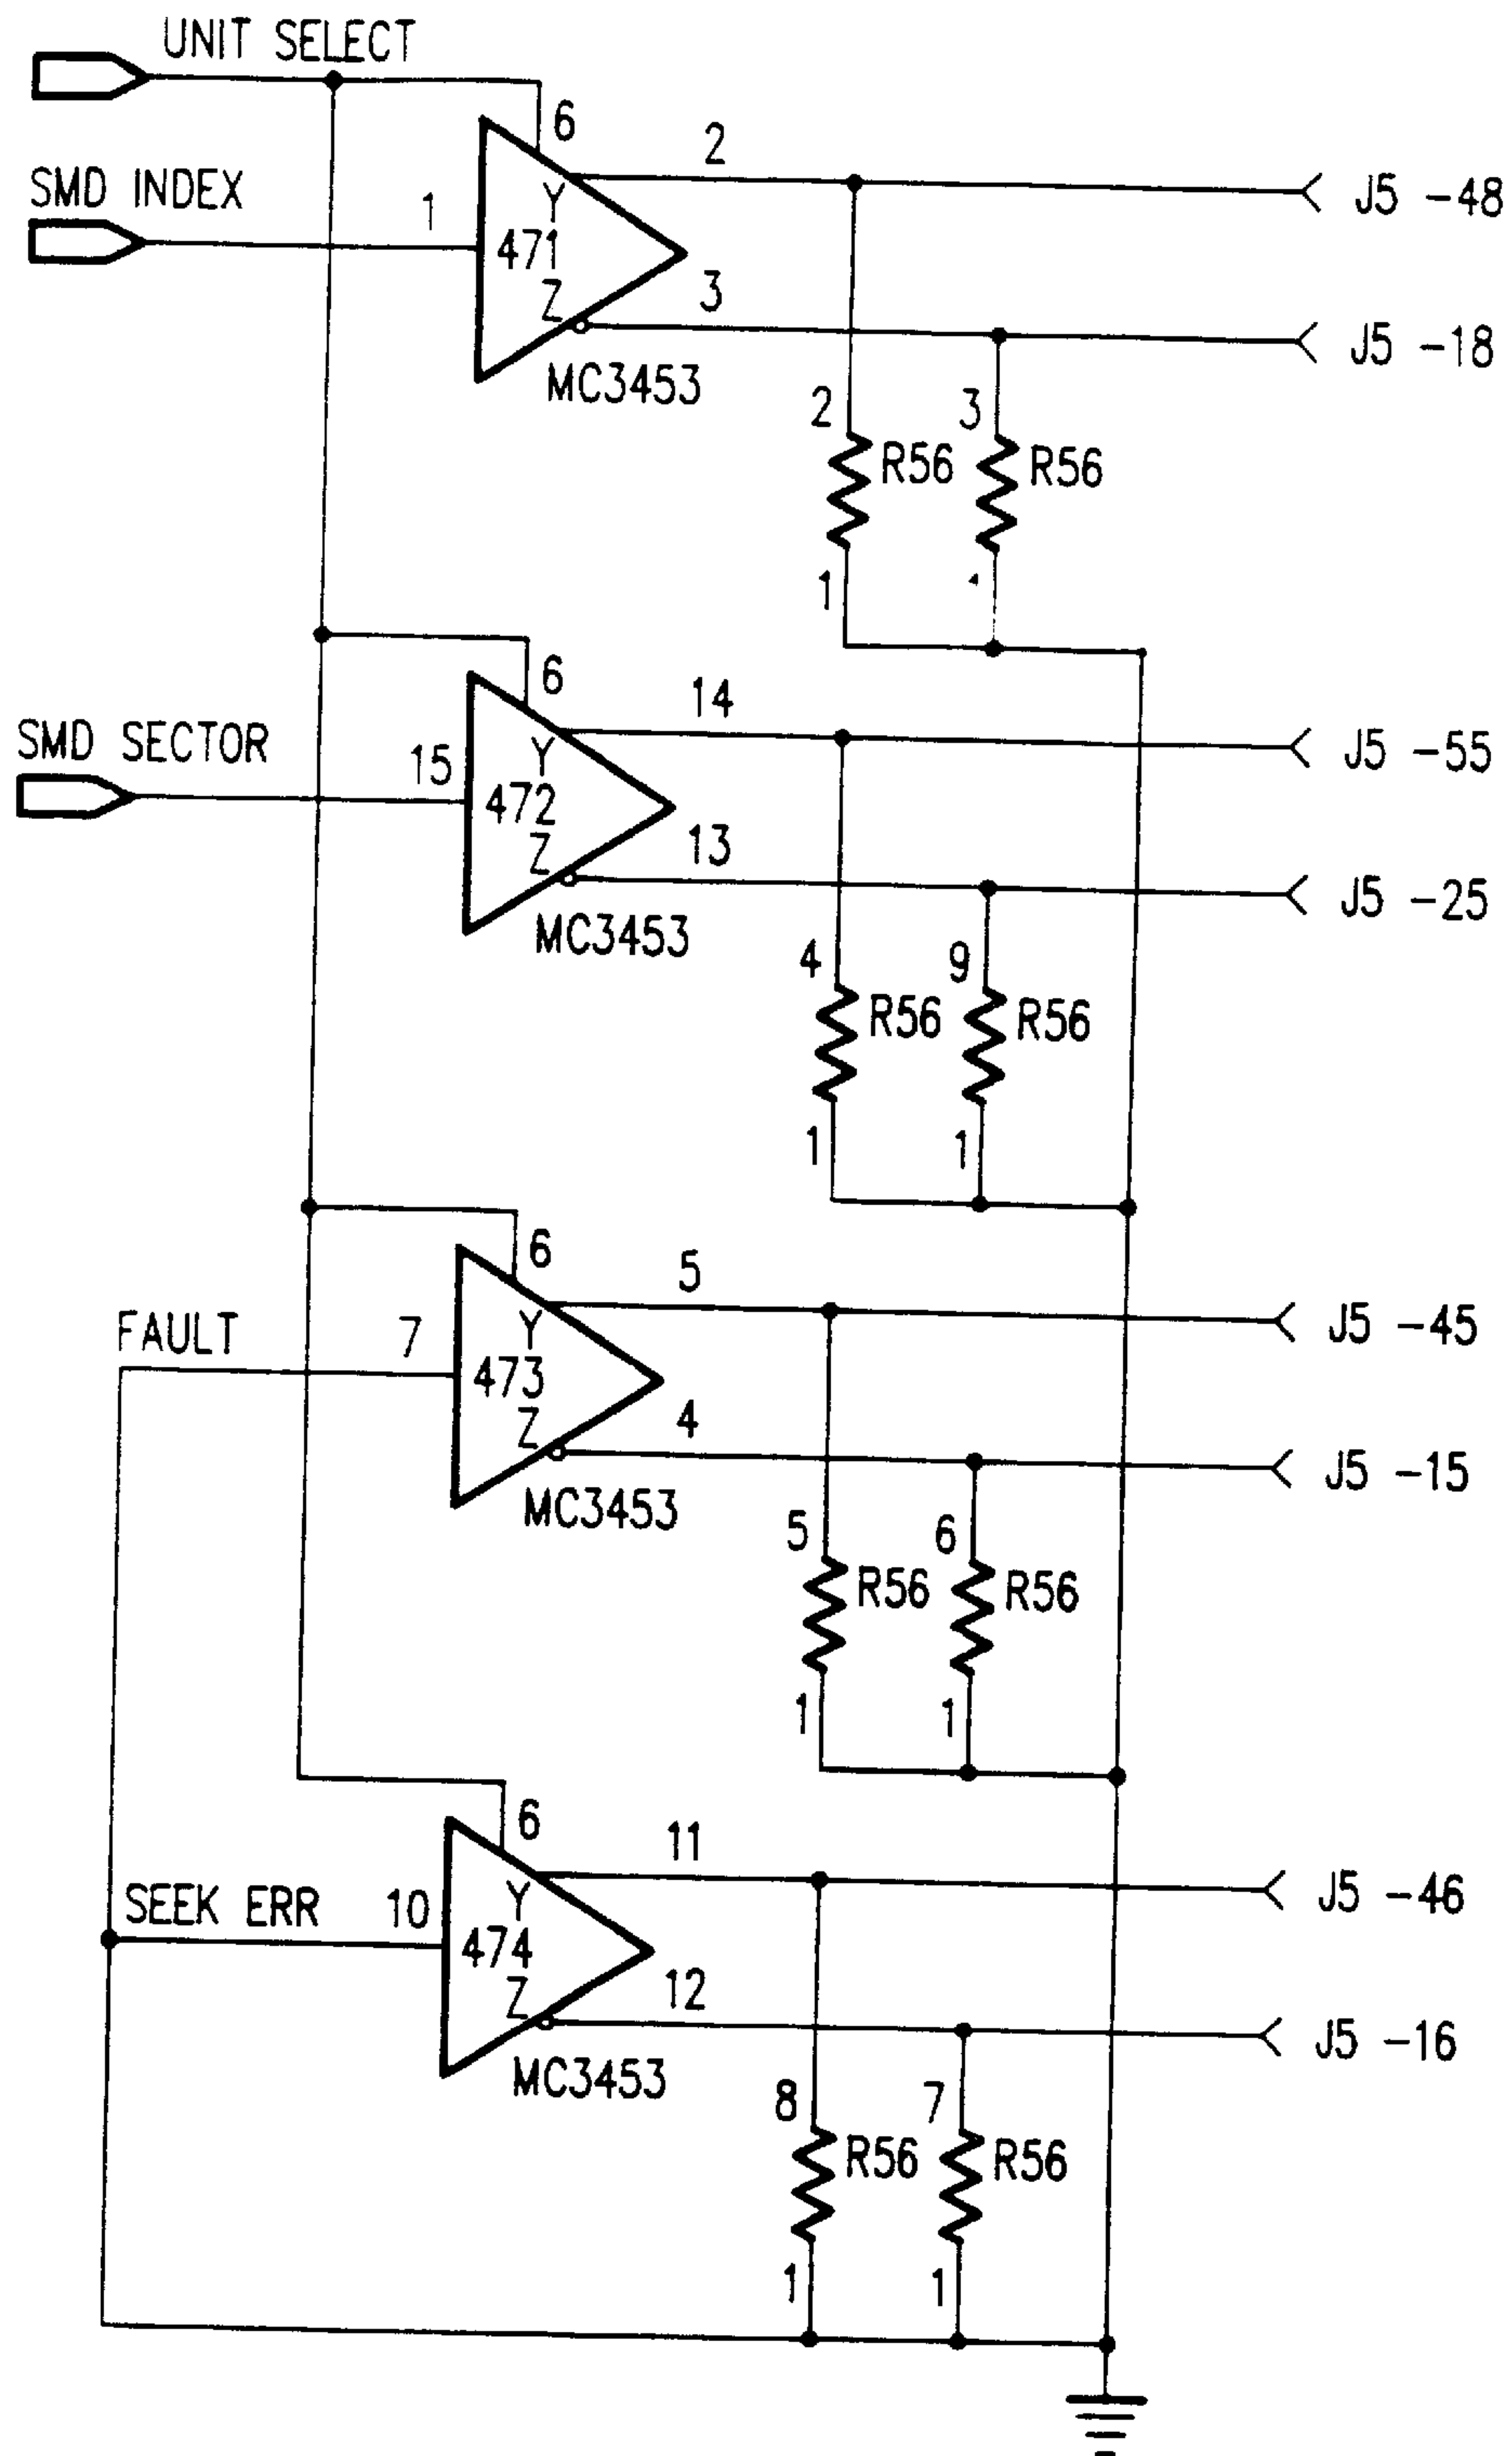 UNIT SELECT
6
2
J5 -48
SMD INDEX
1
Y
471
Z
3
J5 -18
MC3453
2
R56
3
R56
1
6
14
J5 -55
SMD SECTOR
15
Y
472
Z
13
J5 -25
MC3453
4
R56
9
R56
1
1
6
5
J5 -45
FAULT
7
Y
473
Z
4
J5 -15
MC3453
5
R56
6
R56
1
1
6
11
J5 -46
SEEK ERR
10
Y
474
Z
12
J5 -16
MC3453
8
R56
7
R56
1
1